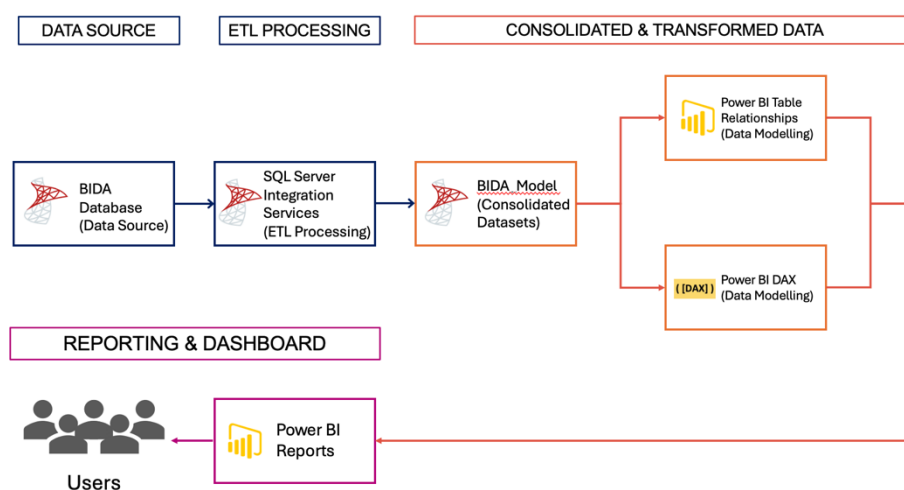 DATA SOURCE
ETL PROCESSING
CONSOLIDATED & TRANSFORMED DATA
Power BI Table
Relationships
(Data Modelling)
BIDA
Database
(Data Source)
SQL Server
Integration
Services
(ETL Processing)
BIDA_Model
(Consolidated
Datasets)
( [DAX] )
Power BI DAX
(Data Modelling)
REPORTING & DASHBOARD
Power BI
Reports
Users